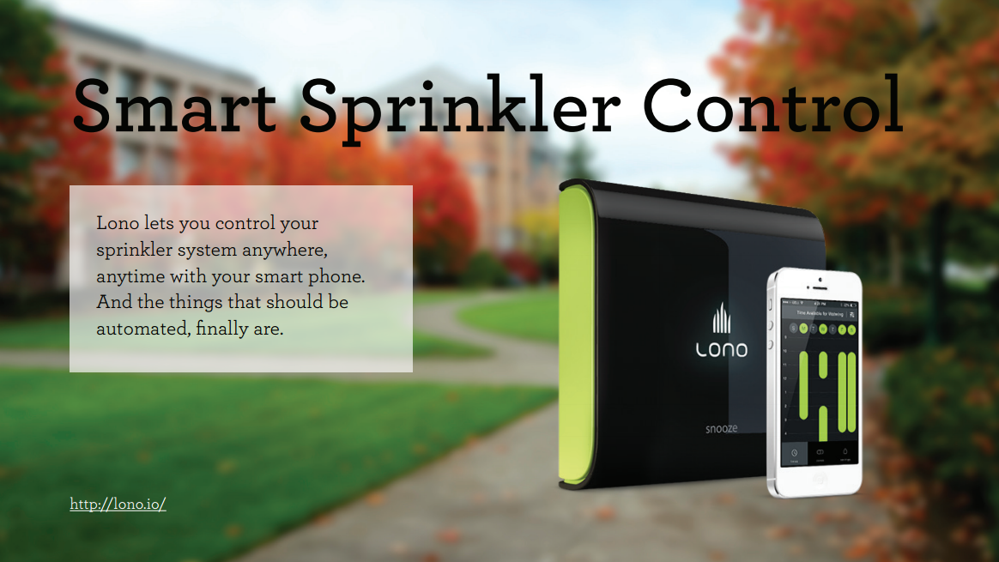 Smart Sprinkler Control
Lono lets you control your
sprinkler system anywhere,
anytime with your smart phone.
And the things that should be
automated, finally are.
LONO
snooze
Time Available for Watering
http://lono.io/